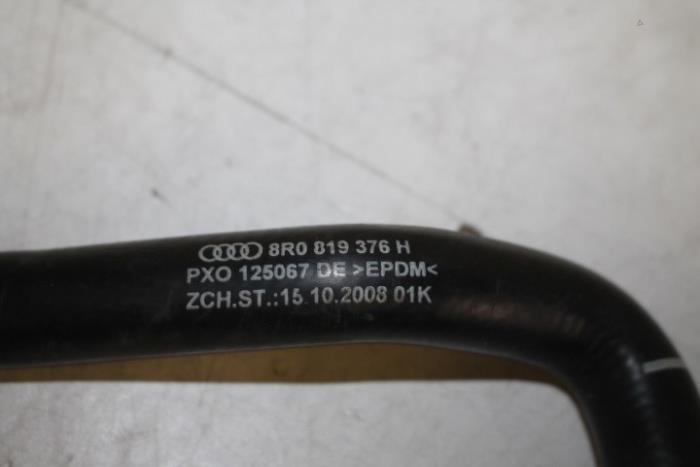 8R0 819 376 H
PXO 125067 DE >EPDM<
ZCH.ST.:15.10.2008 01K